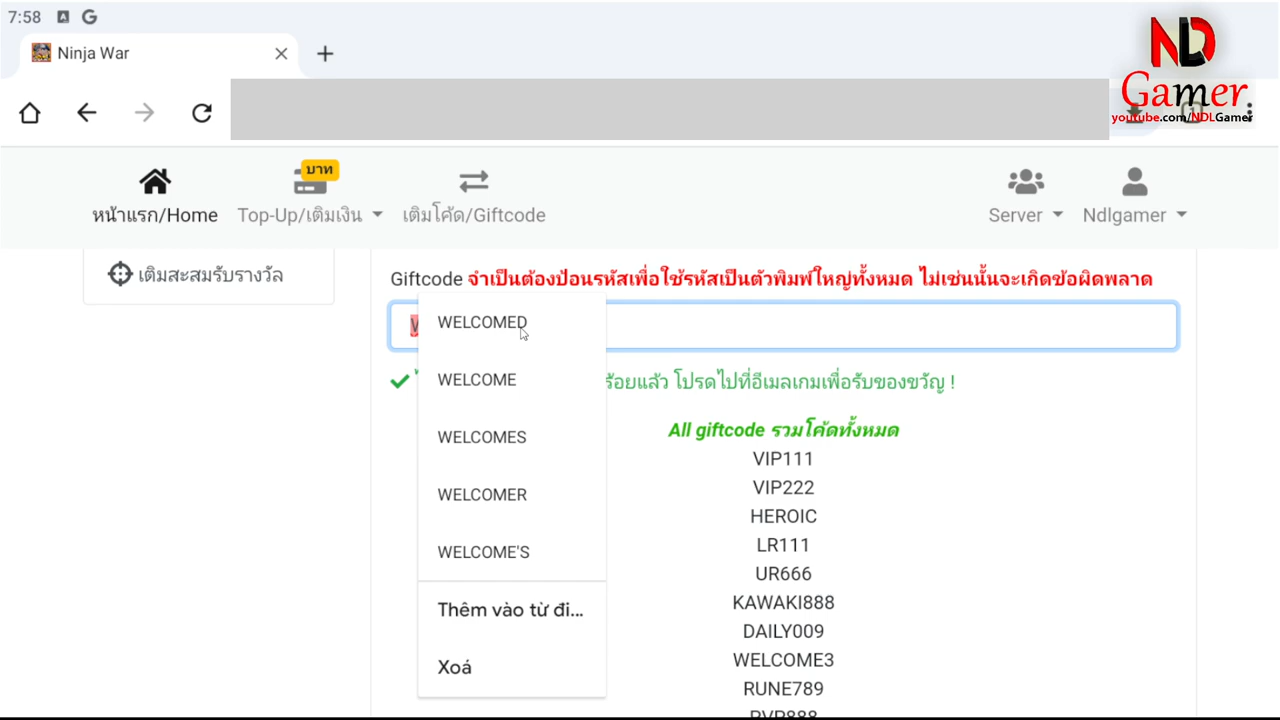 7:58
Ninja War
NLD
Gamer
youtube.com/NDLGamer
บาท
หน้าแรก/Home
Top-Up/เติมเงิน
เติมโค้ด/Giftcode
Server
Ndlgamer
เติมสะสมรับรางวัล
Giftcode จำเป็นต้องป้อนรหัสเพื่อใช้รหัสเป็นตัวพิมพ์ใหญ่ทั้งหมด ไม่เช่นนั้นจะเกิดข้อผิดพลาด
WELCOMED
WELCOME
WELCOMES
WELCOMER
WELCOME'S
Thêm vào từ đi...
Xoá
ร้อยแล้ว โปรดไปที่อีเมลเกมเพื่อรับของขวัญ !
All giftcode รวมโค้ดทั้งหมด
VIP111
VIP222
HEROIC
LR111
UR666
KAWAKI888
DAILY009
WELCOME3
RUNE789
PVP888